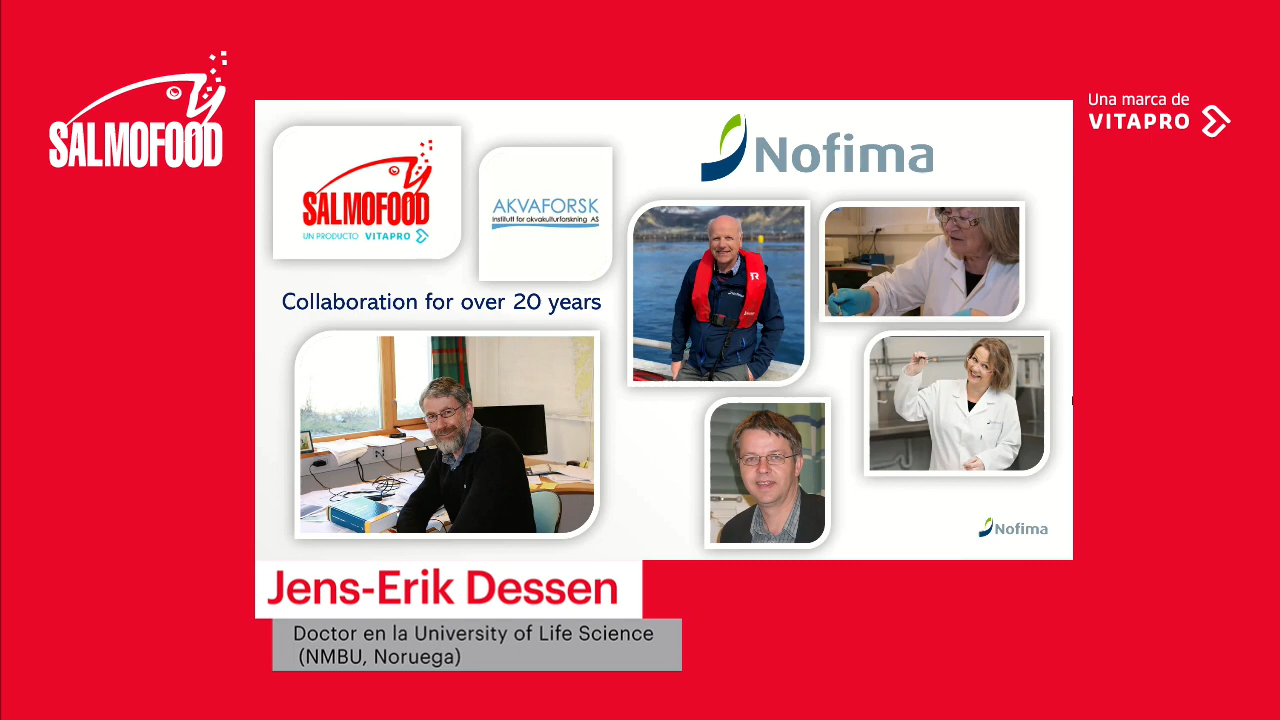 SALMOFOOD
Una marca de
VITAPRO
SALMOFOOD
UN PRODUCTO VITAPRO
AKVAFORSK
Institutt for akvakulturforskning AS
Nofima
Collaboration for over 20 years
Nofima
Jens-Erik Dessen
Doctor en la University of Life Science
(NMBU, Noruega)